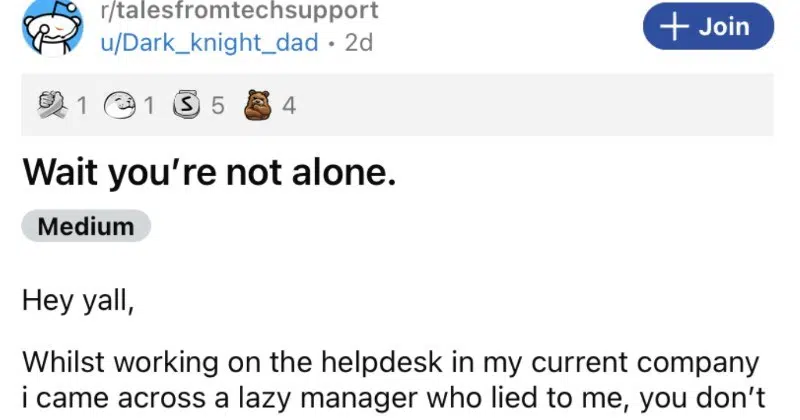 r/talesfromtechsupport
u/Dark_knight_dad • 2d
+ Join
1 1 S 5 4
Wait you’re not alone.
Medium
Hey yall,
Whilst working on the helpdesk in my current company
i came across a lazy manager who lied to me, you don’t